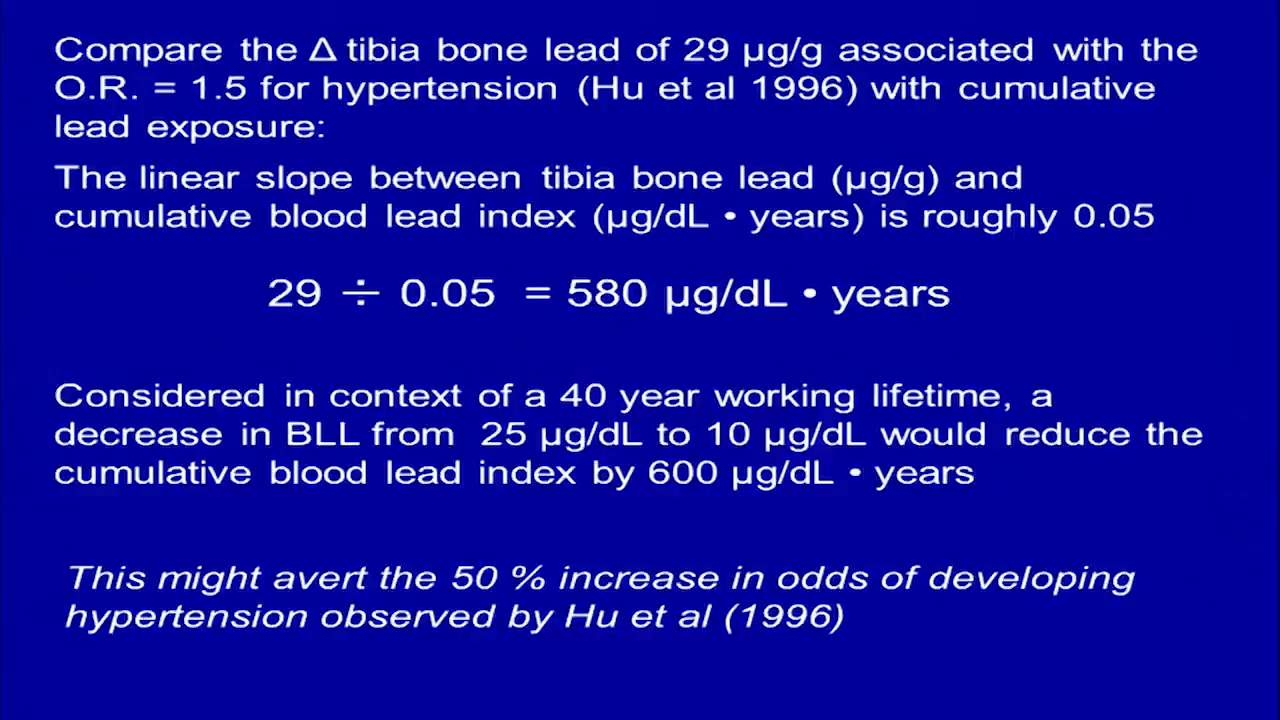 Compare the Δ tibia bone lead of 29 µg/g associated with the
O.R. = 1.5 for hypertension (Hu et al 1996) with cumulative
lead exposure:
The linear slope between tibia bone lead (µg/g) and
cumulative blood lead index (µg/dL • years) is roughly 0.05
29 ÷ 0.05 = 580 µg/dL • years
Considered in context of a 40 year working lifetime, a
decrease in BLL from 25 µg/dL to 10 µg/dL would reduce the
cumulative blood lead index by 600 µg/dL • years
This might avert the 50 % increase in odds of developing
hypertension observed by Hu et al (1996)